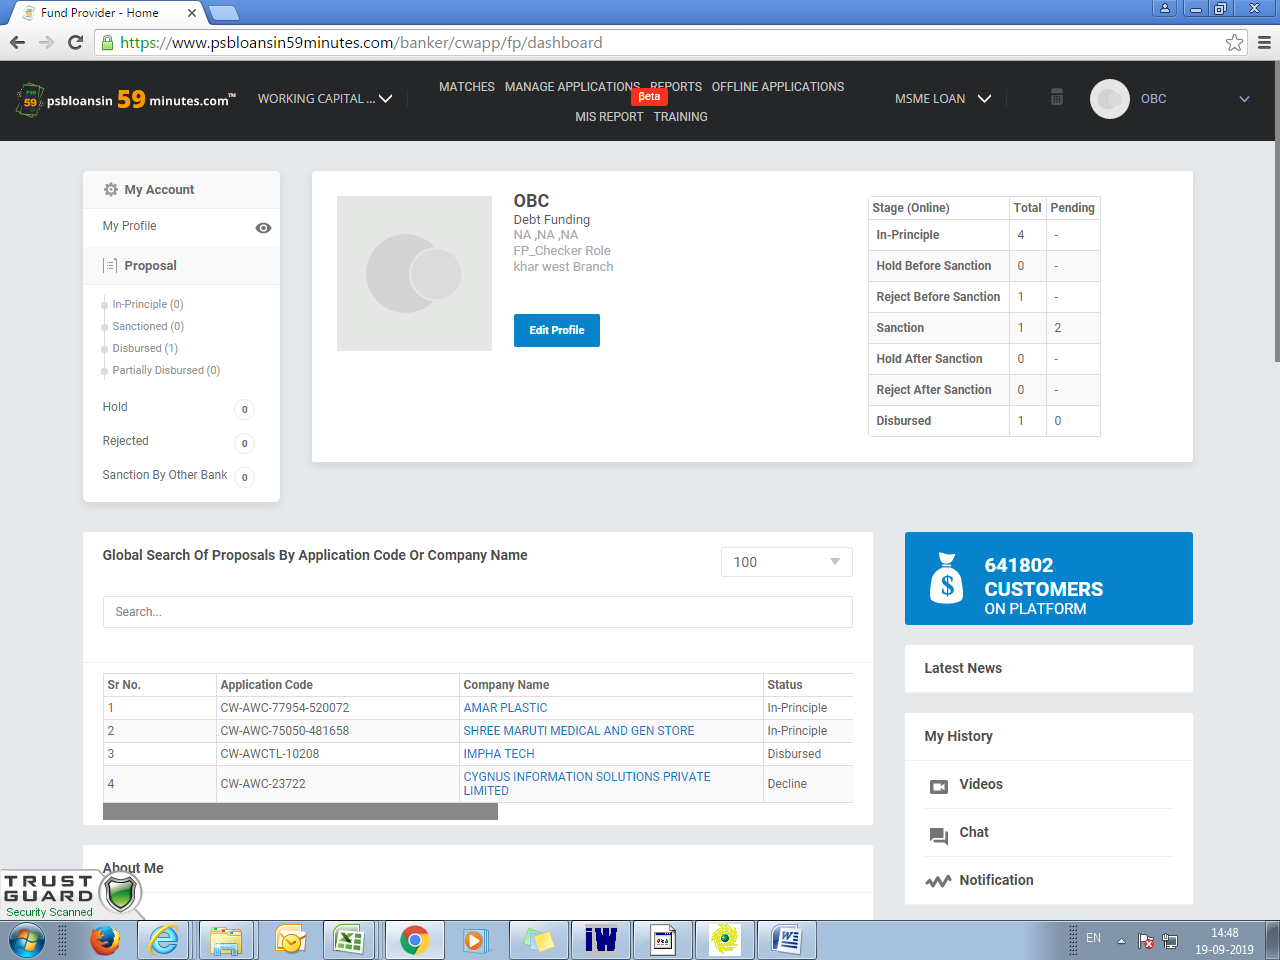 Fund Provider - Home
https://www.psbloansin59minutes.com/banker/cwapp/fp/dashboard
PSB
59
psbloansin 59 minutes.com™
WORKING CAPITAL ...
MATCHES MANAGE APPLICATIONS REPORTS OFFLINE APPLICATIONS
βeta
MIS REPORT TRAINING
MSME LOAN
OBC
My Account
My Profile
Proposal
In-Principle (0)
Sanctioned (0)
Disbursed (1)
Partially Disbursed (0)
Hold 0
Rejected 0
Sanction By Other Bank 0
OBC
Debt Funding
NA ,NA ,NA
FP_Checker Role
khar west Branch
Edit Profile
Stage (Online) Total Pending
In-Principle 4 -
Hold Before Sanction 0 -
Reject Before Sanction 1 -
Sanction 1 2
Hold After Sanction 0 -
Reject After Sanction 0 -
Disbursed 1 0
Global Search Of Proposals By Application Code Or Company Name
100
Search...
Sr No. Application Code Company Name Status
1 CW-AWC-77954-520072 AMAR PLASTIC In-Principle
2 CW-AWC-75050-481658 SHREE MARUTI MEDICAL AND GEN STORE In-Principle
3 CW-AWCTL-10208 IMPHA TECH Disbursed
4 CW-AWC-23722 CYGNUS INFORMATION SOLUTIONS PRIVATE LIMITED Decline
641802
CUSTOMERS
ON PLATFORM
Latest News
My History
Videos
Chat
Notification
About Me
TRUST
GUARD
Security Scanned
iW
EN
14:48
19-09-2019